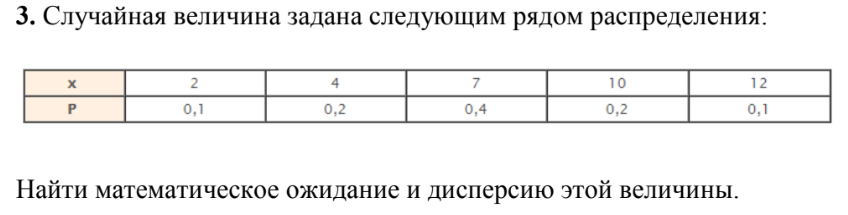 3. Случайная величина задана следующим рядом распределения:
x 2 4 7 10 12
P 0,1 0,2 0,4 0,2 0,1
Найти математическое ожидание и дисперсию этой величины.